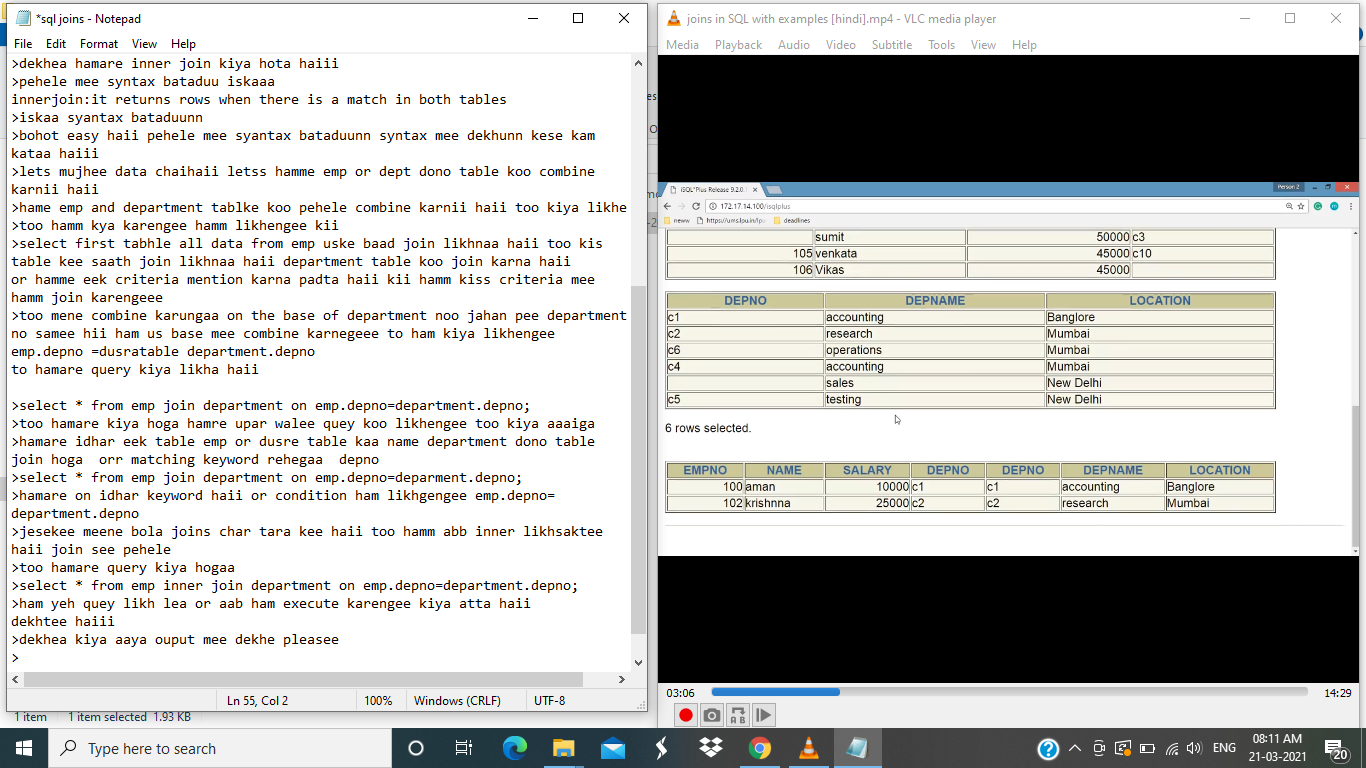 *sql joins - Notepad
File Edit Format View Help
>dekhea hamare inner join kiya hota haiii
>pehele mee syntax bataduu iskaaa
innerjoin:it returns rows when there is a match in both tables
>iskaa syantax bataduunn
>bohot easy haii pehele mee syantax bataduunn syntax mee dekhunn kese kam
kataa haiii
>lets mujhee data chaihaii letss hamme emp or dept dono table koo combine
karnii haii
>hame emp and department tablke koo pehele combine karnii haii too kiya likhe
>too hamm kya karengee hamm likhengee kii
>select first tabhle all data from emp uske baad join likhnaa haii too kis
table kee saath join likhnaa haii department table koo join karna haii
or hamme eek criteria mention karna padta haii kii hamm kiss criteria mee
hamm join karengeee
>too mene combine karungaa on the base of department noo jahan pee department
no samee hii ham us base mee combine karnegeee to ham kiya likhengee
emp.depno =dusratable department.depno
to hamare query kiya likha haii
>select * from emp join department on emp.depno=department.depno;
>too hamare kiya hoga hamre upar walee quey koo likhengee too kiya aaaiga
>hamare idhar eek table emp or dusre table kaa name department dono table
join hoga  orr matching keyword rehegaa  depno
>select * from emp join department on emp.depno=deparment.depno;
>hamare on idhar keyword haii or condition ham likhgengee emp.depno=
department.depno
>jesekee meene bola joins char tara kee haii too hamm abb inner likhsaktee
haii join see pehele
>too hamare query kiya hogaa
>select * from emp inner join department on emp.depno=department.depno;
>ham yeh quey likh lea or aab ham execute karengee kiya atta haii
dekhtee haiii
>dekhea kiya aaya ouput mee dekhe pleasee
>
Ln 55, Col 2 100% Windows (CRLF) UTF-8
1 item 1 item selected 1.93 KB
joins in SQL with examples [hindi].mp4 - VLC media player
Media Playback Audio Video Subtitle Tools View Help
iSQL*Plus Release 9.2.0.1 Person 2
172.17.14.100/isqlplus
neww https://ums.lpu.in/lpu deadlines
sumit 50000 c3
105 venkata 45000 c10
106 Vikas 45000
DEPNO DEPNAME LOCATION
c1 accounting Banglore
c2 research Mumbai
c6 operations Mumbai
c4 accounting Mumbai
sales New Delhi
c5 testing New Delhi
6 rows selected.
EMPNO NAME SALARY DEPNO DEPNO DEPNAME LOCATION
100 aman 10000 c1 c1 accounting Banglore
102 krishnna 25000 c2 c2 research Mumbai
03:06 14:29
Type here to search
ENG
08:11 AM
21-03-2021
20